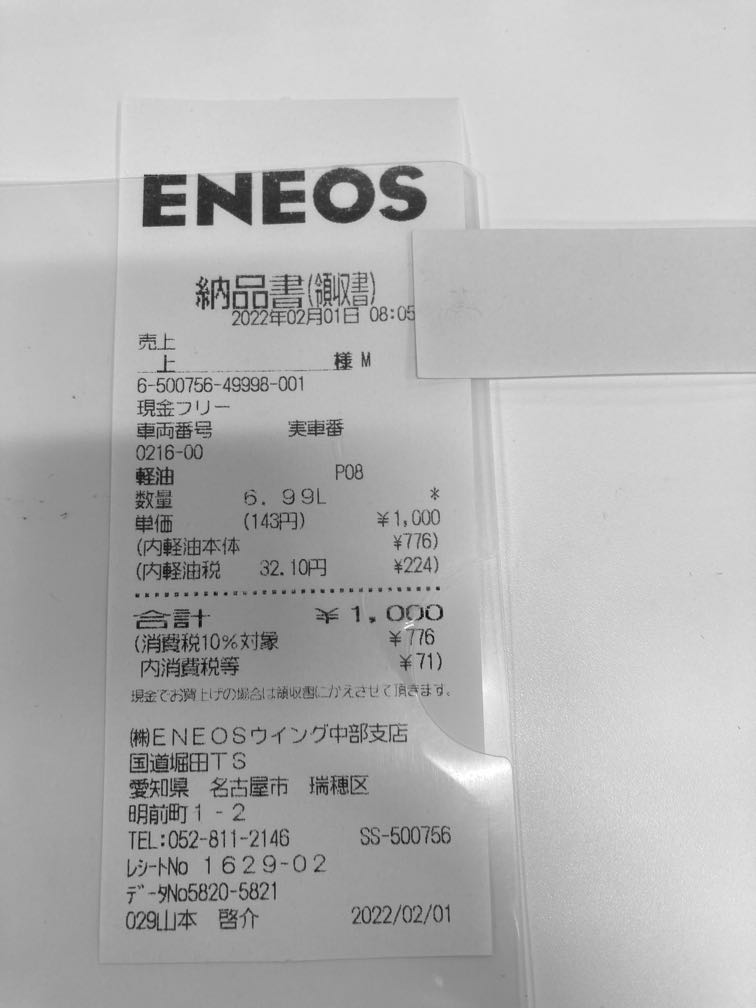 ENEOS
納品書(領収書)
2022年02月01日 08:05
売上
上 様 M
6-500756-49998-001
現金フリー
車両番号 実車番
0216-00
軽油 P08
数量 6.99L *
単価 (143円) ¥1,000
(内軽油本体 ¥776)
(内軽油税 32.10円 ¥224)
合計 ¥1,000
(消費税10%対象 ¥776
内消費税等 ¥71)
現金でお買上げの場合は領収書にかえさせて頂きます。
㈱ENEOSウイング中部支店
国道堀田TS
愛知県 名古屋市 瑞穂区
明前町1-2
TEL:052-811-2146 SS-500756
レシートNo 1629-02
データNo5820-5821
029山本 啓介 2022/02/01